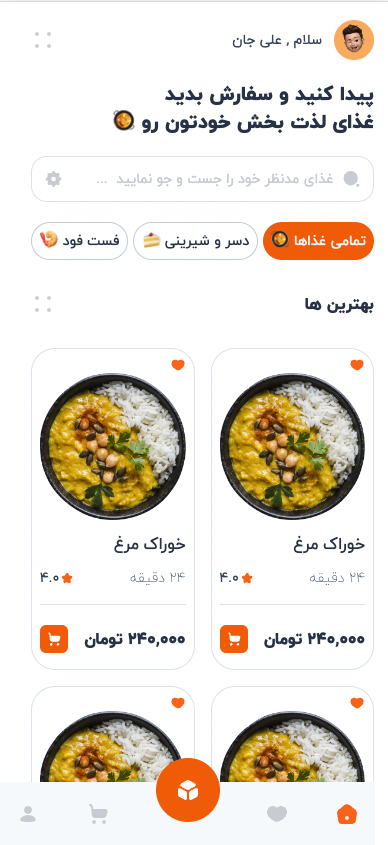 سلام , علی جان
پیدا کنید و سفارش بدید
غذای لذت بخش خودتون رو 🥘
غذای مدنظر خود را جست و جو نمایید ...
تمامی غذاها 🥘
دسر و شیرینی 🍰
فست فود 🍤
بهترین ها
خوراک مرغ
۲۴ دقیقه
۴.۰
۲۴۰,۰۰۰ تومان
خوراک مرغ
۲۴ دقیقه
۴.۰
۲۴۰,۰۰۰ تومان